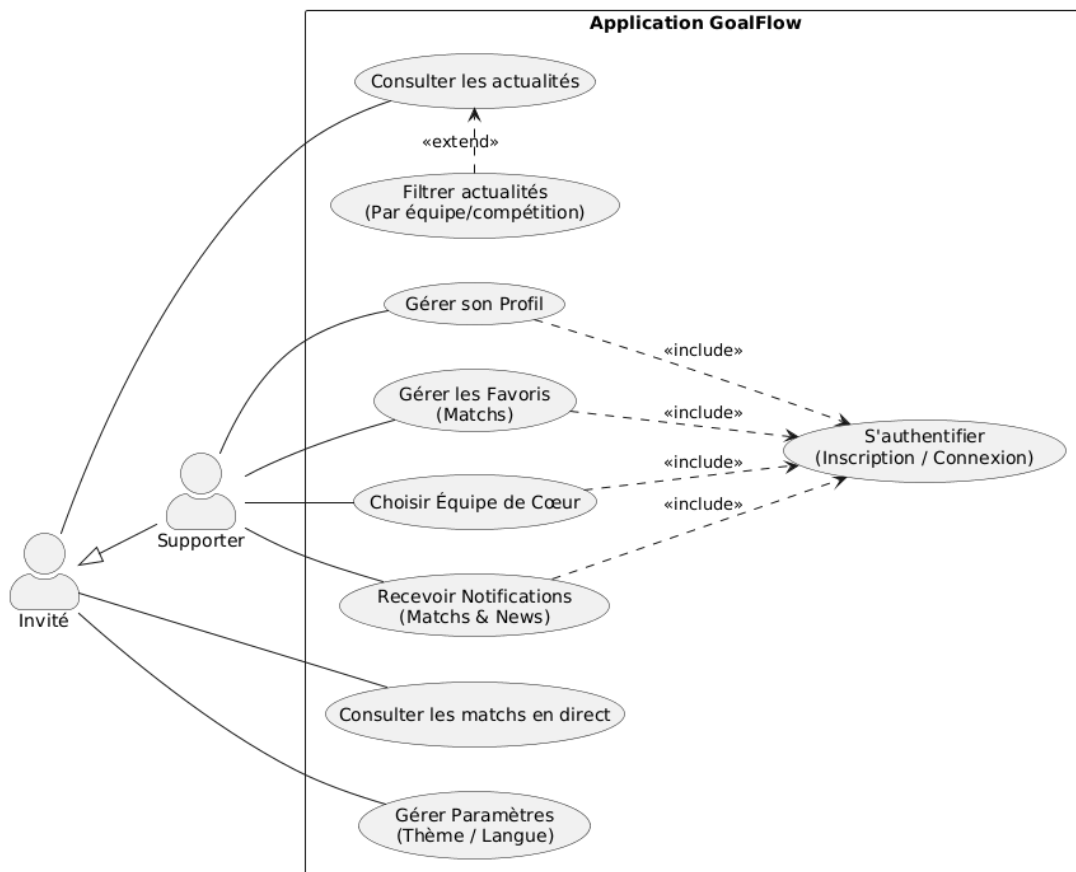 Application GoalFlow
Consulter les actualités
«extend»
Filtrer actualités
(Par équipe/compétition)
Gérer son Profil
«include»
Gérer les Favoris
(Matchs)
«include»
S'authentifier
(Inscription / Connexion)
«include»
Choisir Équipe de Cœur
«include»
Supporter
Recevoir Notifications
(Matchs & News)
Invité
Consulter les matchs en direct
Gérer Paramètres
(Thème / Langue)